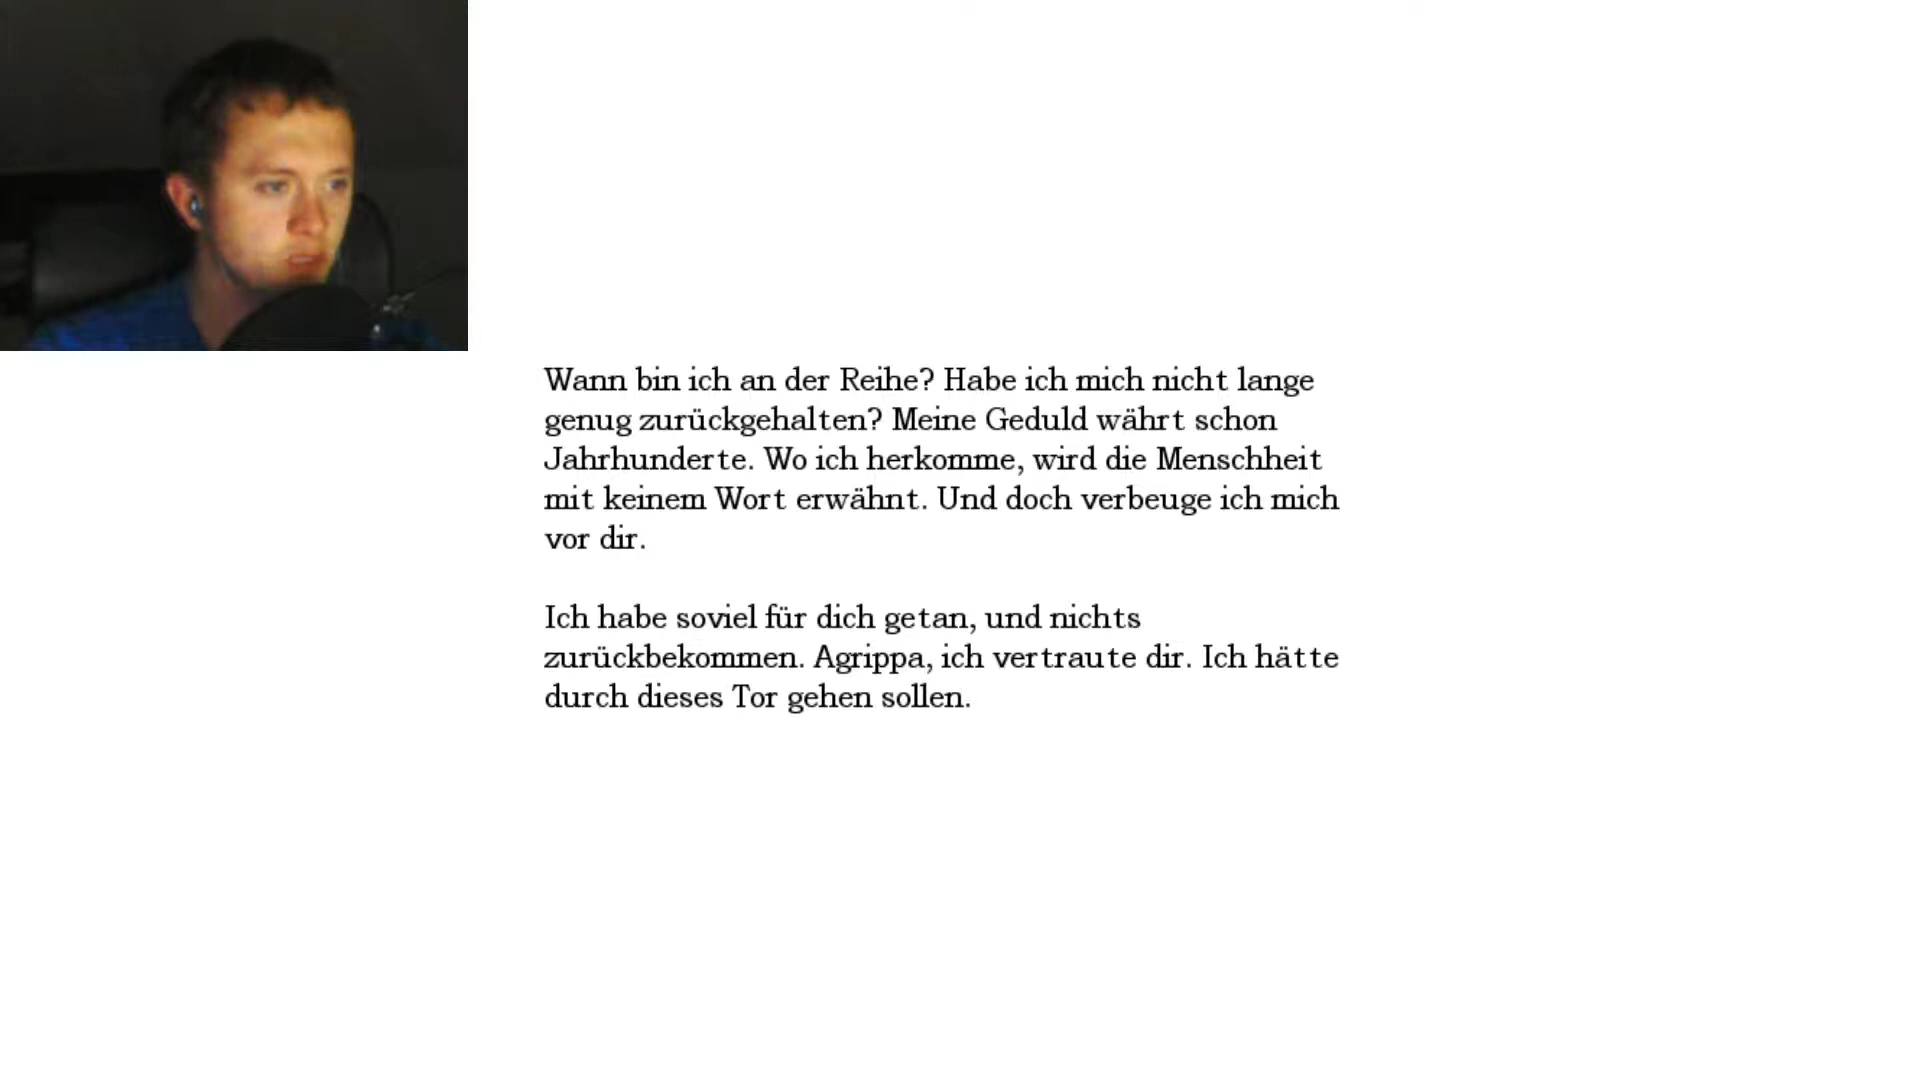 Wann bin ich an der Reihe? Habe ich mich nicht lange
genug zurückgehalten? Meine Geduld währt schon
Jahrhunderte. Wo ich herkomme, wird die Menschheit
mit keinem Wort erwähnt. Und doch verbeuge ich mich
vor dir.
Ich habe soviel für dich getan, und nichts
zurückbekommen. Agrippa, ich vertraute dir. Ich hätte
durch dieses Tor gehen sollen.